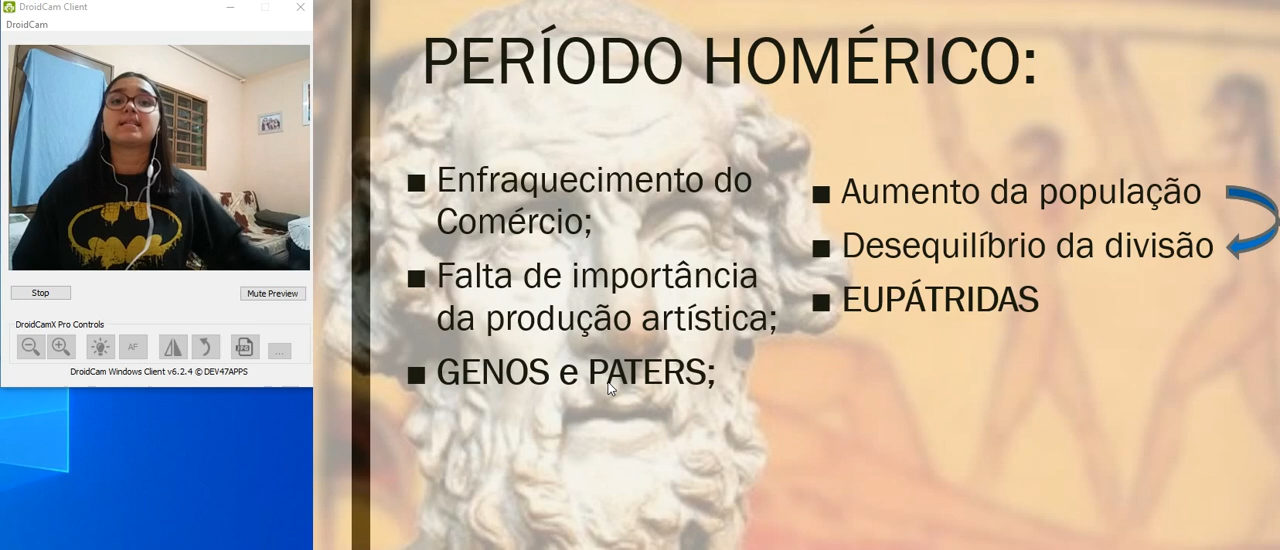 DroidCam Client
DroidCam
Stop
Mute Preview
DroidCamX Pro Controls
AF
...
DroidCam Windows Client v6.2.4 © DEV47APPS
PERÍODO HOMÉRICO:
■ Enfraquecimento do
Comércio;
■ Falta de importância
da produção artística;
■ GENOS e PATERS;
■ Aumento da população
■ Desequilíbrio da divisão
■ EUPÁTRIDAS